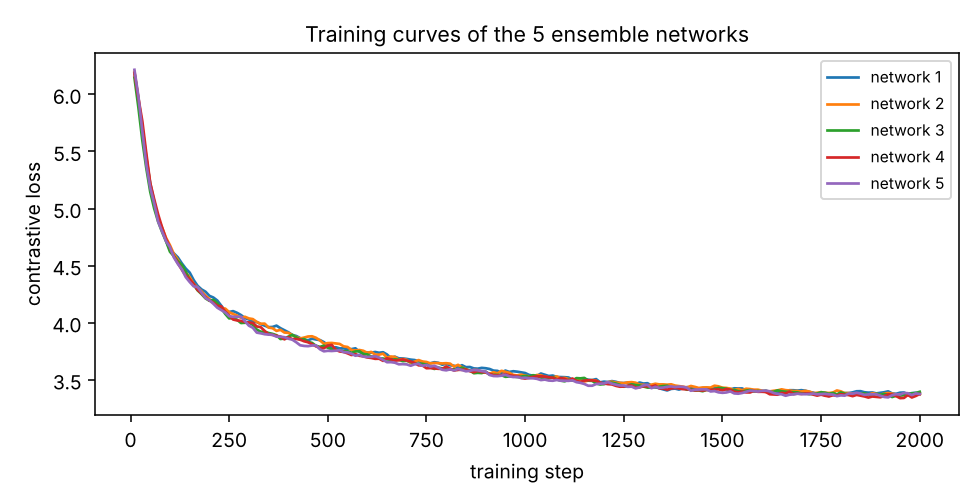 Training curves of the 5 ensemble networks
contrastive loss
6.0
5.5
5.0
4.5
4.0
3.5
network 1
network 2
network 3
network 4
network 5
0 250 500 750 1000 1250 1500 1750 2000
training step